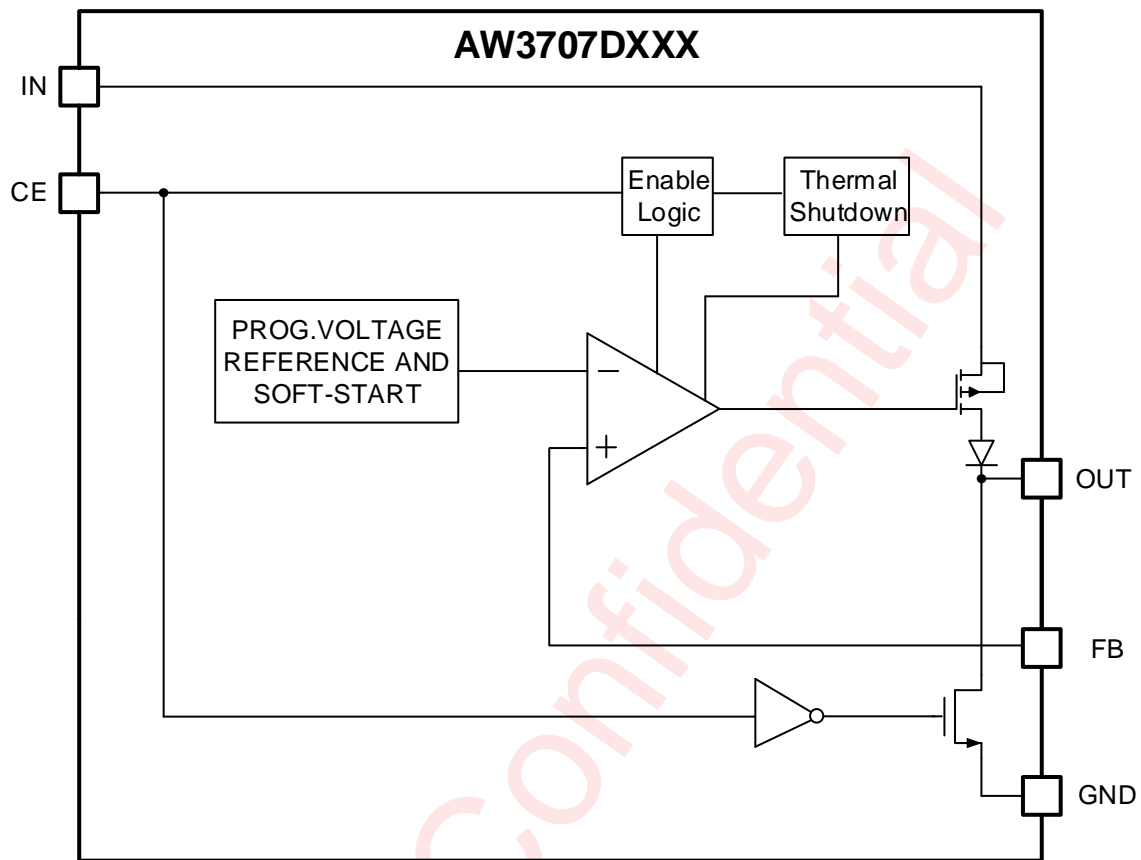 AW3707DXXX
IN
CE
Enable
Logic
Thermal
Shutdown
PROG.VOLTAGE
REFERENCE AND
SOFT-START
−
+
OUT
FB
GND
Confidential